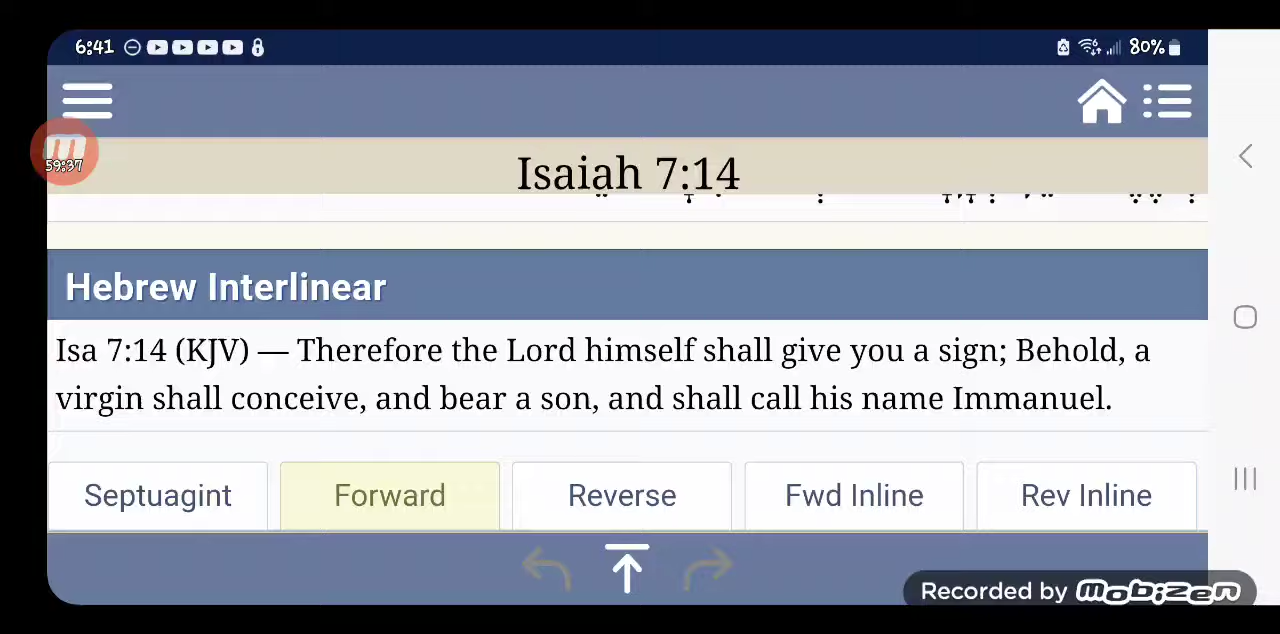 6:41
80%
59:37
Isaiah 7:14
Hebrew Interlinear
Isa 7:14 (KJV) — Therefore the Lord himself shall give you a sign; Behold, a
virgin shall conceive, and bear a son, and shall call his name Immanuel.
Septuagint Forward Reverse Fwd Inline Rev Inline
Recorded by mobizen